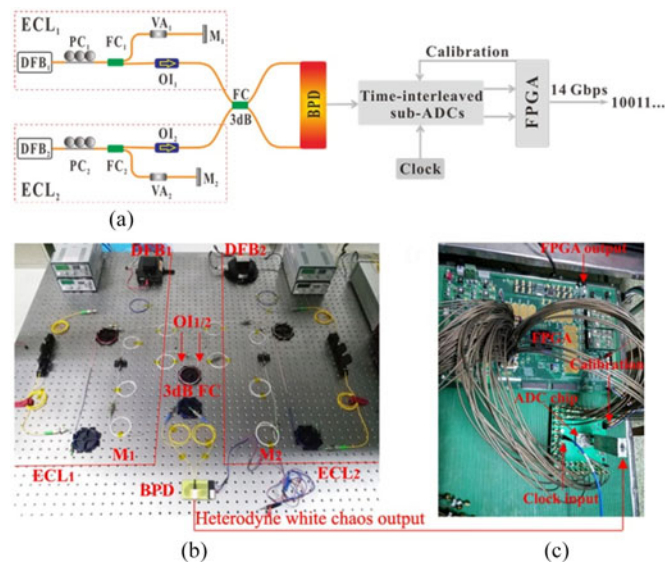 ECL₁
PC₁
FC₁
VA₁
M₁
DFB₁
OI₁
FC
3dB
BPD
Calibration
Time-interleaved
sub-ADCs
FPGA
14 Gbps
10011...
Clock
DFB₂
OI₂
PC₂
FC₂
VA₂
M₂
ECL₂
(a)
DFB₁
DFB₂
OI₁/₂
3dB FC
M₁
M₂
ECL₁
ECL₂
BPD
Heterodyne white chaos output
(b)
FPGA output
FPGA
Calibration
ADC chip
Clock input
(c)